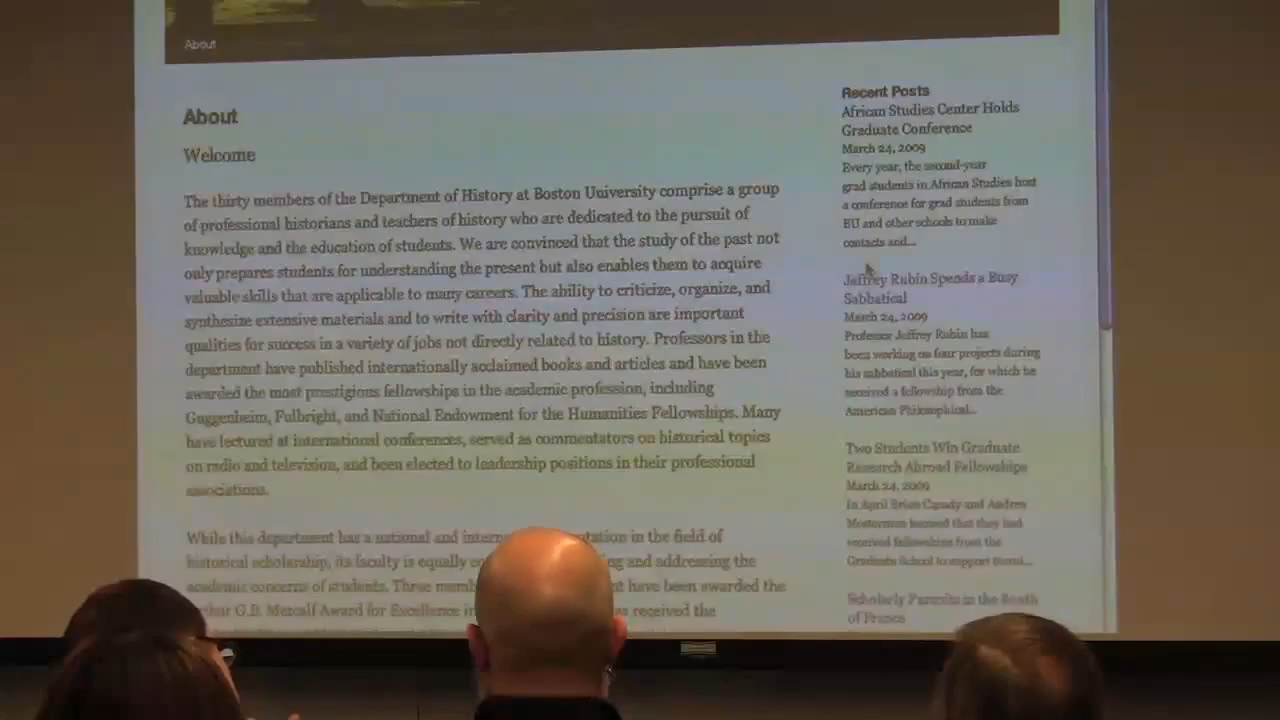 About
About
Welcome
The thirty members of the Department of History at Boston University comprise a group
of professional historians and teachers of history who are dedicated to the pursuit of
knowledge and the education of students. We are convinced that the study of the past not
only prepares students for understanding the present but also enables them to acquire
valuable skills that are applicable to many careers. The ability to criticize, organize, and
synthesize extensive materials and to write with clarity and precision are important
qualities for success in a variety of jobs not directly related to history. Professors in the
department have published internationally acclaimed books and articles and have been
awarded the most prestigious fellowships in the academic profession, including
Guggenheim, Fulbright, and National Endowment for the Humanities Fellowships. Many
have lectured at international conferences, served as commentators on historical topics
on radio and television, and been elected to leadership positions in their professional
associations.
While this department has a national and in the field of
historical scholarship, its faculty is equally and addressing the
academic concerns of students. Three have been awarded the
G.B. Metcalf Award for Excellence received the
Recent Posts
African Studies Center Holds
Graduate Conference
March 24, 2009
Every year, the second-year
grad students in African Studies host
a conference for grad students from
BU and other schools to make
contacts and...
Jeffrey Rubin Spends a Busy
Sabbatical
March 24, 2009
Professor Jeffrey Rubin has
been working on four projects during
his sabbatical this year, for which he
received a fellowship from the
American Philosophical...
Two Students Win Graduate
Research Abroad Fellowships
March 24, 2009
In April Brian and Andrea
Mosterman learned that they had
received fellowships from the
Graduate School to support
Scholarly Pursuits in the South
of France